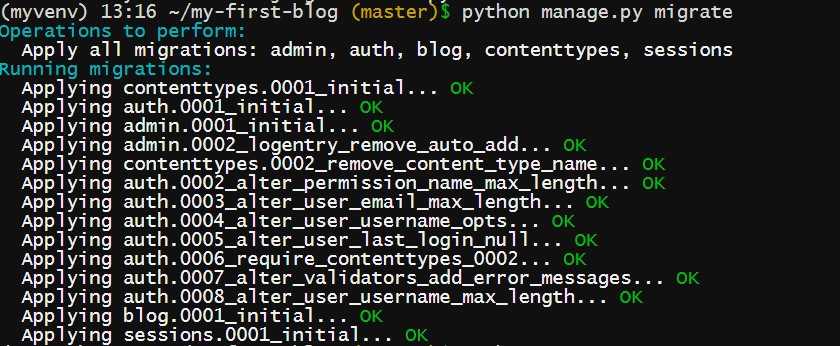 (myvenv) 13:16 ~/my-first-blog (master)$ python manage.py migrate
Operations to perform:
  Apply all migrations: admin, auth, blog, contenttypes, sessions
Running migrations:
  Applying contenttypes.0001_initial... OK
  Applying auth.0001_initial... OK
  Applying admin.0001_initial... OK
  Applying admin.0002_logentry_remove_auto_add... OK
  Applying contenttypes.0002_remove_content_type_name... OK
  Applying auth.0002_alter_permission_name_max_length... OK
  Applying auth.0003_alter_user_email_max_length... OK
  Applying auth.0004_alter_user_username_opts... OK
  Applying auth.0005_alter_user_last_login_null... OK
  Applying auth.0006_require_contenttypes_0002... OK
  Applying auth.0007_alter_validators_add_error_messages... OK
  Applying auth.0008_alter_user_username_max_length... OK
  Applying blog.0001_initial... OK
  Applying sessions.0001_initial... OK